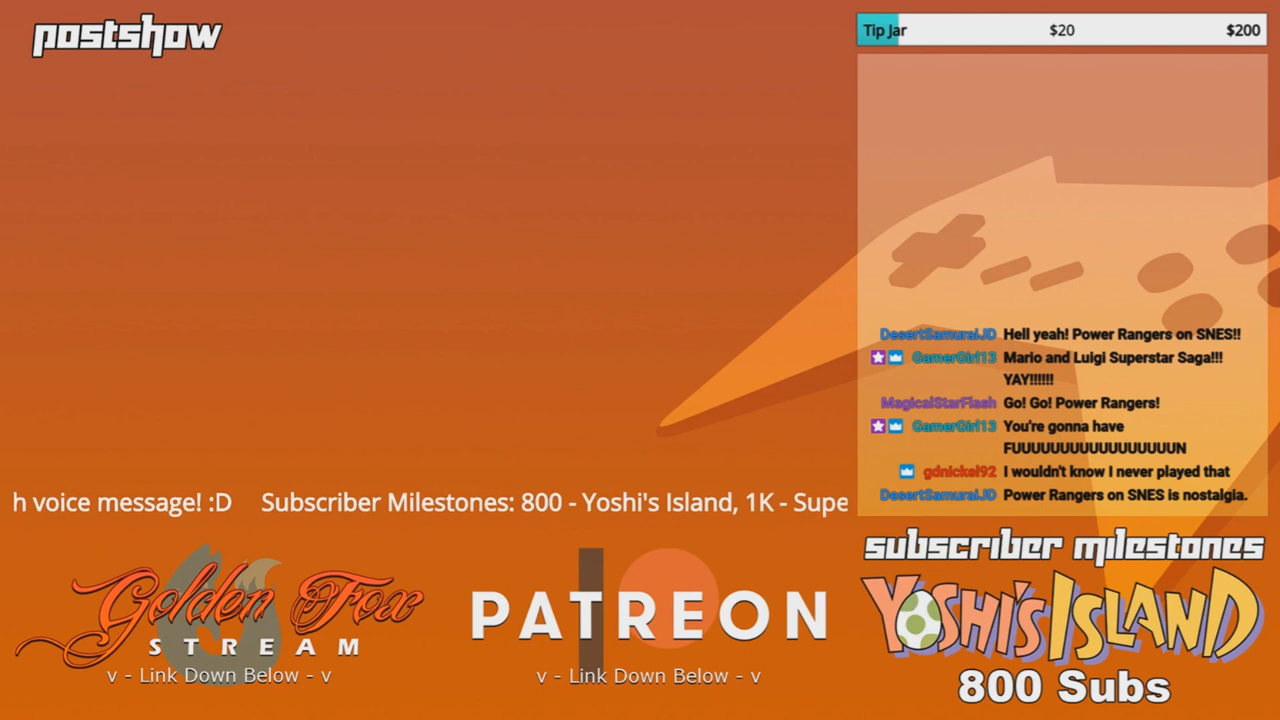 postshow
Tip Jar $20 $200
DesertSamuraiJD Hell yeah! Power Rangers on SNES!!
GamerGirl13 Mario and Luigi Superstar Saga!!!
YAY!!!!!!
MagicalStarFlash Go! Go! Power Rangers!
GamerGirl13 You're gonna have
FUUUUUUUUUUUUUUUUUN
gdnickel92 I wouldn't know I never played that
DesertSamuraiJD Power Rangers on SNES is nostalgia.
h voice message! :D Subscriber Milestones: 800 - Yoshi's Island, 1K - Supe
Golden Fox
STREAM
v - Link Down Below - v
PATREON
v - Link Down Below - v
subscriber milestones
YOSHI'S ISLAND
800 Subs